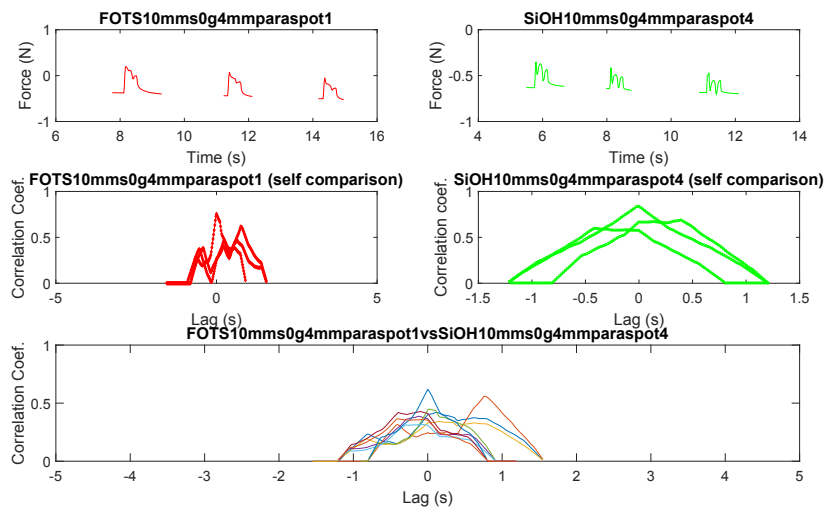 FOTS10mms0g4mmparaspot1
Force (N)
1
0
-1
6 8 10 12 14 16
Time (s)
SiOH10mms0g4mmparaspot4
Force (N)
0
-0.5
-1
4 6 8 10 12 14
Time (s)
FOTS10mms0g4mmparaspot1 (self comparison)
Correlation Coef.
1
0.5
0
-5 0 5
Lag (s)
SiOH10mms0g4mmparaspot4 (self comparison)
Correlation Coef.
1
0.5
0
-1.5 -1 -0.5 0 0.5 1 1.5
Lag (s)
FOTS10mms0g4mmparaspot1vsSiOH10mms0g4mmparaspot4
Correlation Coef.
1
0.5
0
-5 -4 -3 -2 -1 0 1 2 3 4 5
Lag (s)